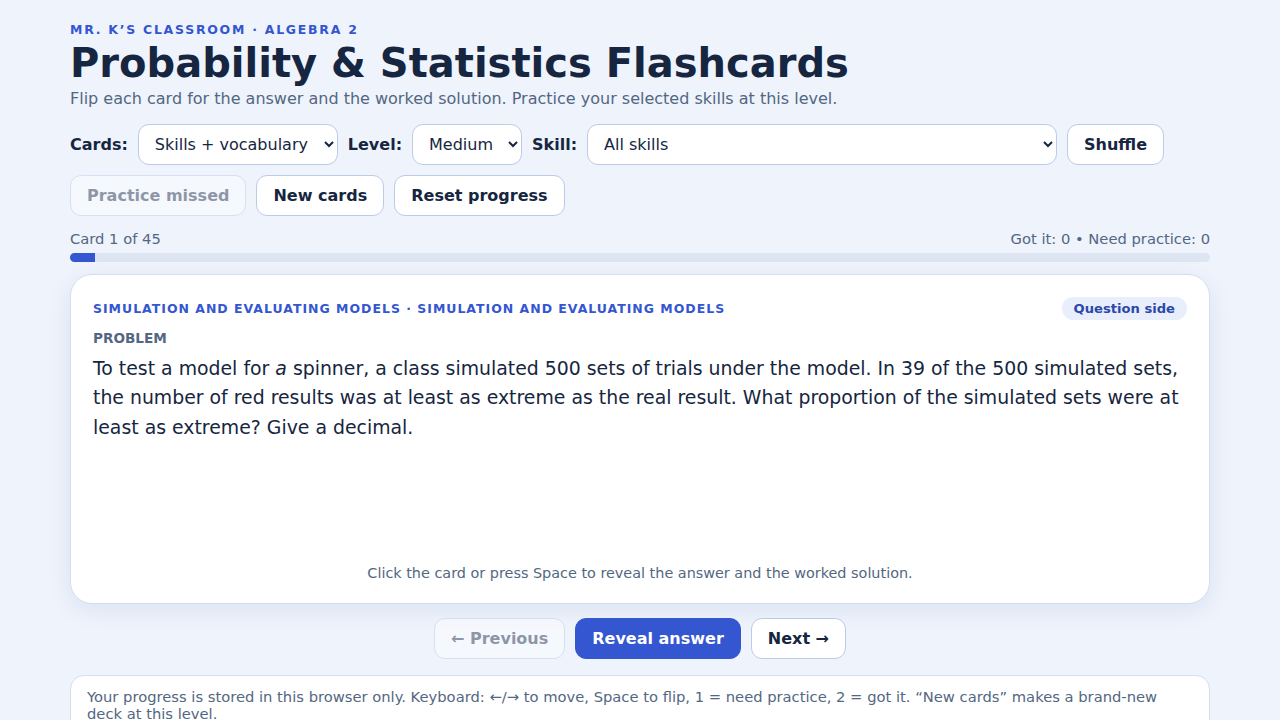 MR. K’S CLASSROOM · ALGEBRA 2
Probability & Statistics Flashcards
Flip each card for the answer and the worked solution. Practice your selected skills at this level.
Cards: Skills + vocabulary Level: Medium Skill: All skills Shuffle
Practice missed New cards Reset progress
Card 1 of 45 Got it: 0 • Need practice: 0
SIMULATION AND EVALUATING MODELS · SIMULATION AND EVALUATING MODELS Question side
PROBLEM
To test a model for a spinner, a class simulated 500 sets of trials under the model. In 39 of the 500 simulated sets,
the number of red results was at least as extreme as the real result. What proportion of the simulated sets were at
least as extreme? Give a decimal.
Click the card or press Space to reveal the answer and the worked solution.
← Previous Reveal answer Next →
Your progress is stored in this browser only. Keyboard: ←/→ to move, Space to flip, 1 = need practice, 2 = got it. “New cards” makes a brand-new
deck at this level.